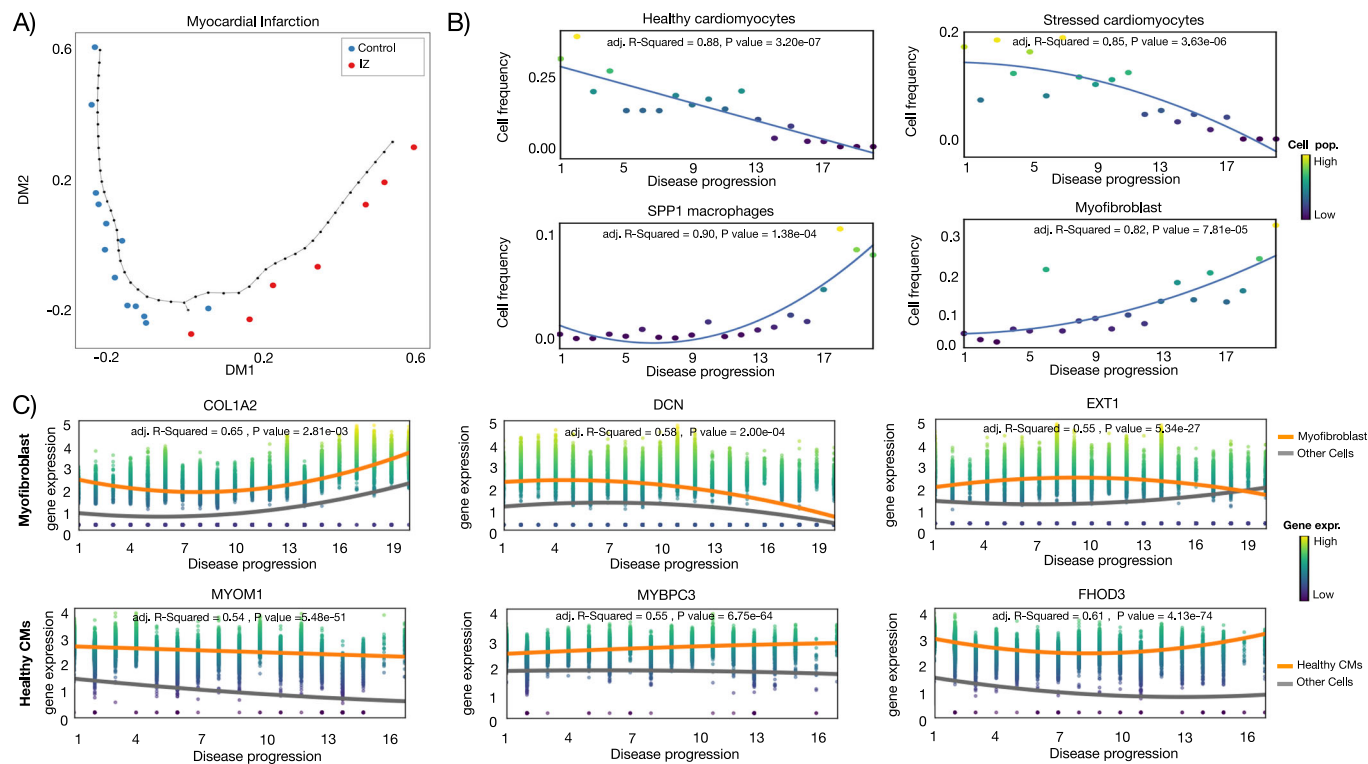 A)
Myocardial Infarction
Control
IZ
0.6
0.2
-0.2
DM2
-0.2
0.2
0.6
DM1
B)
Healthy cardiomyocytes
adj. R-Squared = 0.88, P value = 3.20e-07
Cell frequency
0.25
0.00
1
5
9
13
17
Disease progression
Stressed cardiomyocytes
adj. R-Squared = 0.85, P value = 3.63e-06
Cell frequency
0.2
0.1
0.0
1
5
9
13
17
Disease progression
Cell pop.
High
Low
SPP1 macrophages
adj. R-Squared = 0.90, P value = 1.38e-04
Cell frequency
0.1
0.0
1
5
9
13
17
Disease progression
Myofibroblast
adj. R-Squared = 0.82, P value = 7.81e-05
Cell frequency
0.3
0.2
0.1
0.0
1
5
9
13
17
Disease progression
C)
Myofibroblast
COL1A2
adj. R-Squared = 0.65 , P value = 2.81e-03
gene expression
5
4
3
2
1
0
1
4
7
10
13
14
19
Disease progression
DCN
adj. R-Squared = 0.58 , P value = 2.00e-04
gene expression
5
4
3
2
1
0
1
4
7
10
13
14
19
Disease progression
EXT1
adj. R-Squared = 0.55 , P value = 5.34e-27
gene expression
5
4
3
2
1
0
1
4
7
10
13
16
19
Disease progression
Myofibroblast
Other Cells
Gene expr.
High
Low
Healthy CMs
MYOM1
adj. R-Squared = 0.54 , P value =5.48e-51
gene expression
4
3
2
1
0
1
4
7
10
13
16
Disease progression
MYBPC3
adj. R-Squared = 0.55 , P value = 6.75e-64
gene expression
4
3
2
1
0
1
4
7
10
13
16
Disease progression
FHOD3
adj. R-Squared = 0.61 , P value = 4.13e-74
gene expression
4
3
2
1
0
1
4
7
10
13
16
Disease progression
Healthy CMs
Other Cells